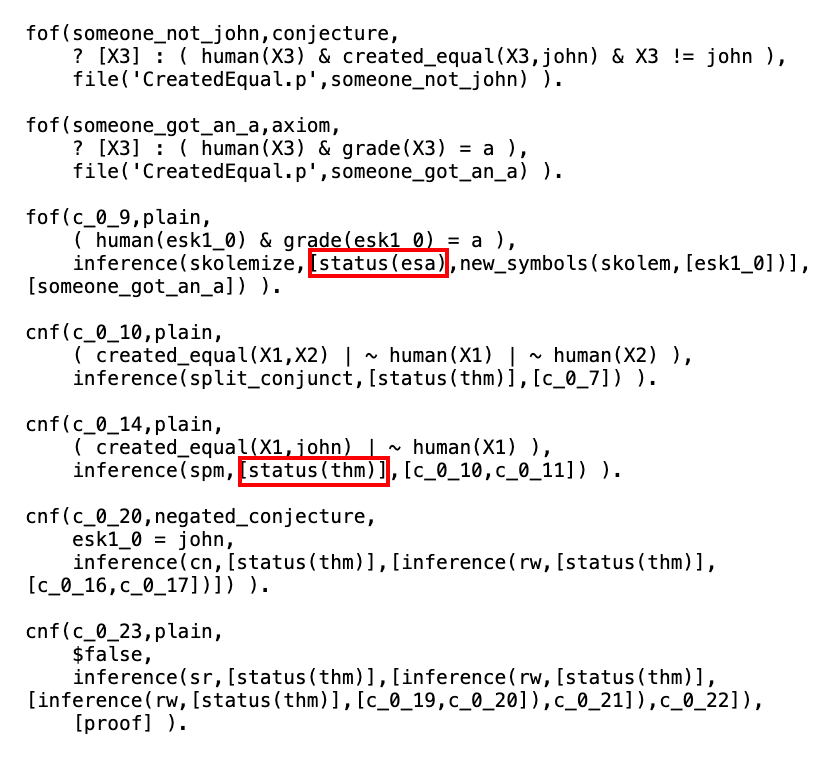 fof(someone_not_john,conjecture,
? [X3] : ( human(X3) & created_equal(X3,john) & X3 != john ),
file('CreatedEqual.p',someone_not_john) ).
fof(someone_got_an_a,axiom,
? [X3] : ( human(X3) & grade(X3) = a ),
file('CreatedEqual.p',someone_got_an_a) ).
fof(c_0_9,plain,
( human(esk1_0) & grade(esk1_0) = a ),
inference(skolemize,[status(esa),new_symbols(skolem,[esk1_0])],
[someone_got_an_a]) ).
cnf(c_0_10,plain,
( created_equal(X1,X2) | ~ human(X1) | ~ human(X2) ),
inference(split_conjunct,[status(thm)],[c_0_7]) ).
cnf(c_0_14,plain,
( created_equal(X1,john) | ~ human(X1) ),
inference(spm,[status(thm)],[c_0_10,c_0_11]) ).
cnf(c_0_20,negated_conjecture,
esk1_0 = john,
inference(cn,[status(thm)],[inference(rw,[status(thm)],
[c_0_16,c_0_17])]) ).
cnf(c_0_23,plain,
$false,
inference(sr,[status(thm)],[inference(rw,[status(thm)],
[inference(rw,[status(thm)],[c_0_19,c_0_20]),c_0_21]),c_0_22]),
[proof] ).